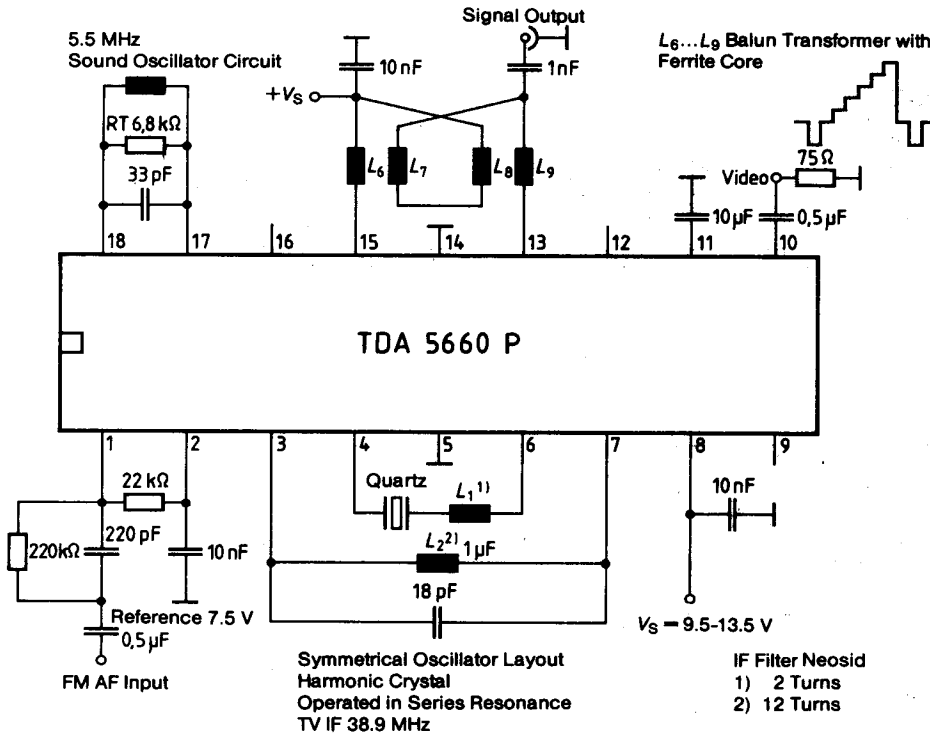 Signal Output
5.5 MHz
Sound Oscillator Circuit
L6...L9 Balun Transformer with
Ferrite Core
10 nF
1nF
+VS
RT 6,8 kΩ
33 pF
L6
L7
L8
L9
75 Ω
Video
10 µF
0,5 µF
18
17
16
15
14
13
12
11
10
TDA 5660 P
1
2
3
4
5
6
7
8
9
22 kΩ
220kΩ
220 pF
10 nF
Quartz
L1 1)
L2 2)
1 µF
18 pF
10 nF
Reference 7.5 V
0,5 µF
FM AF Input
VS = 9.5-13.5 V
Symmetrical Oscillator Layout
Harmonic Crystal
Operated in Series Resonance
TV IF 38.9 MHz
IF Filter Neosid
1) 2 Turns
2) 12 Turns